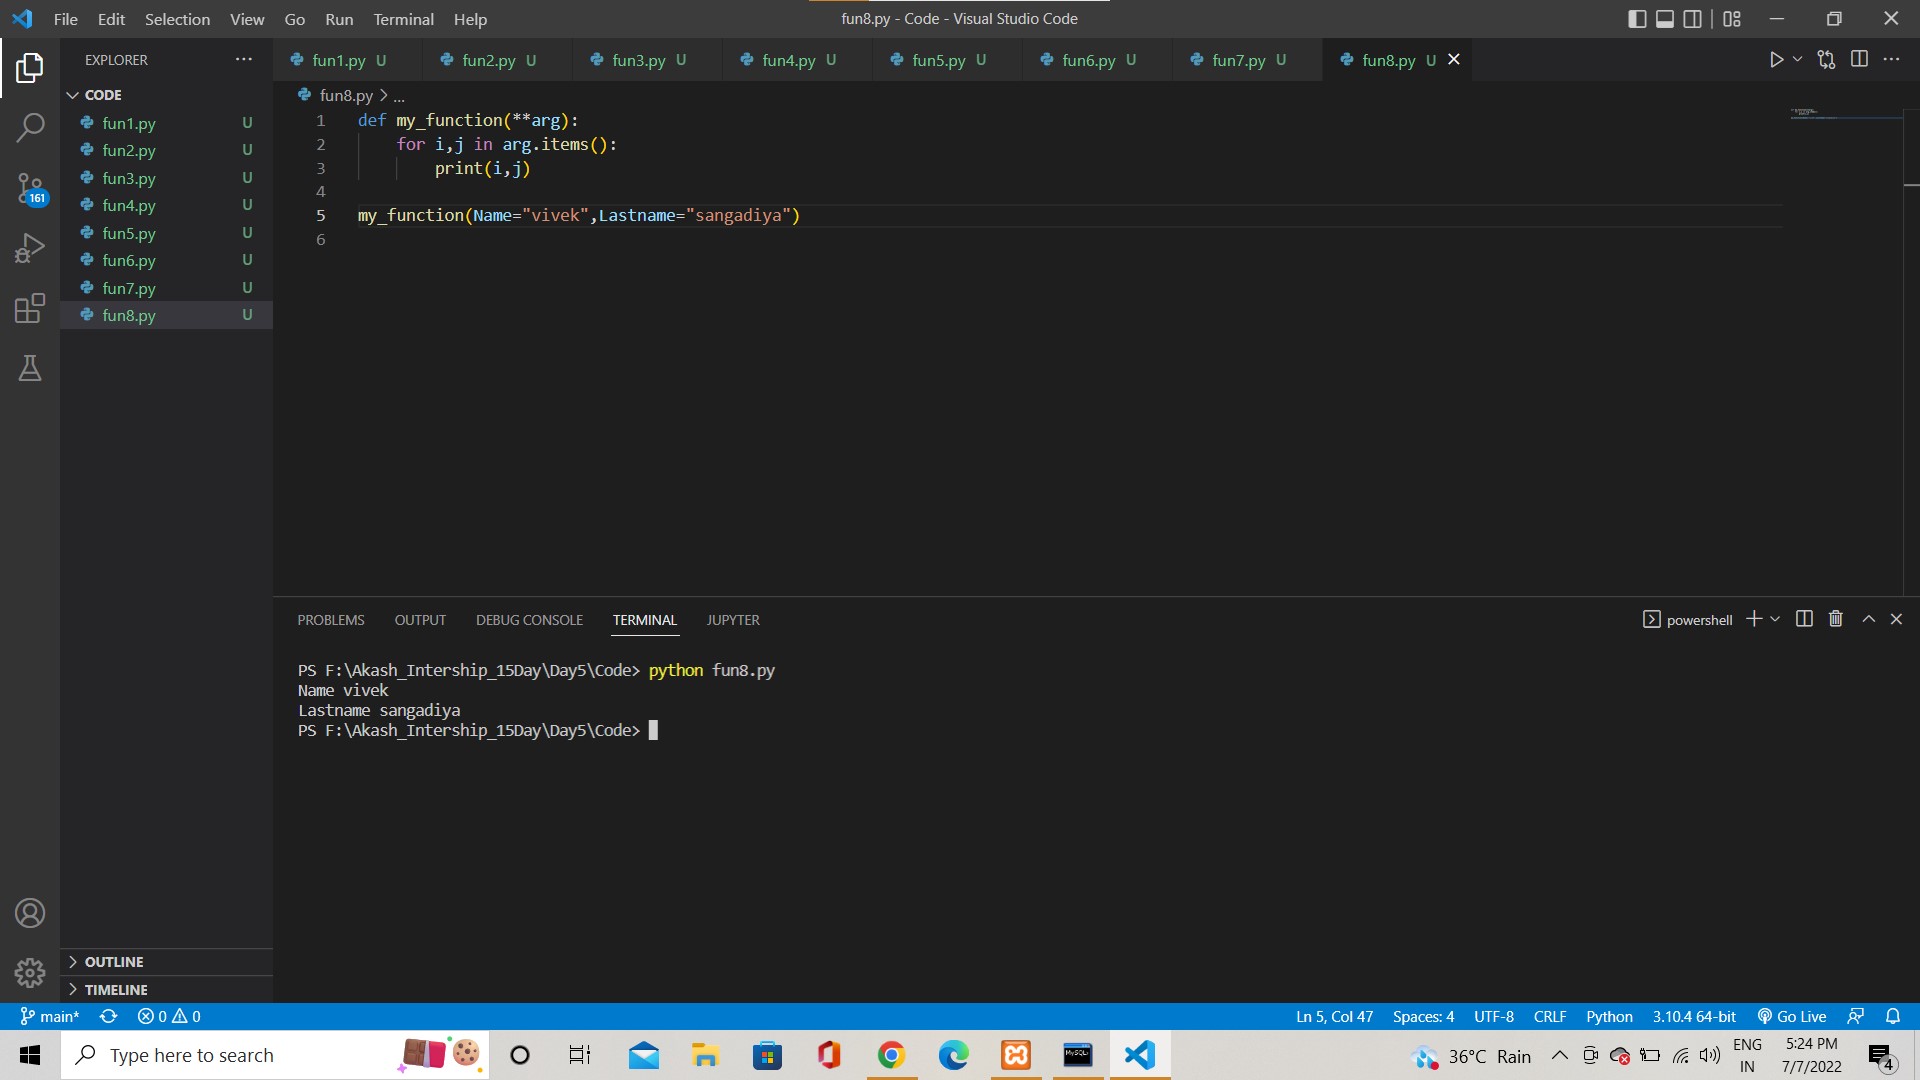 File Edit Selection View Go Run Terminal Help
fun8.py - Code - Visual Studio Code
EXPLORER
CODE
fun1.py U
fun2.py U
fun3.py U
fun4.py U
fun5.py U
fun6.py U
fun7.py U
fun8.py U
161
OUTLINE
TIMELINE
fun1.py U fun2.py U fun3.py U fun4.py U fun5.py U fun6.py U fun7.py U fun8.py U
fun8.py > ...
1 def my_function(**arg):
2 for i,j in arg.items():
3 print(i,j)
4
5 my_function(Name="vivek",Lastname="sangadiya")
6
PROBLEMS OUTPUT DEBUG CONSOLE TERMINAL JUPYTER
powershell
PS F:\Akash_Intership_15Day\Day5\Code> python fun8.py
Name vivek
Lastname sangadiya
PS F:\Akash_Intership_15Day\Day5\Code>
main* 0 0 Ln 5, Col 47 Spaces: 4 UTF-8 CRLF Python 3.10.4 64-bit Go Live
Type here to search
MySQL
36°C Rain
ENG
IN
5:24 PM
7/7/2022
4